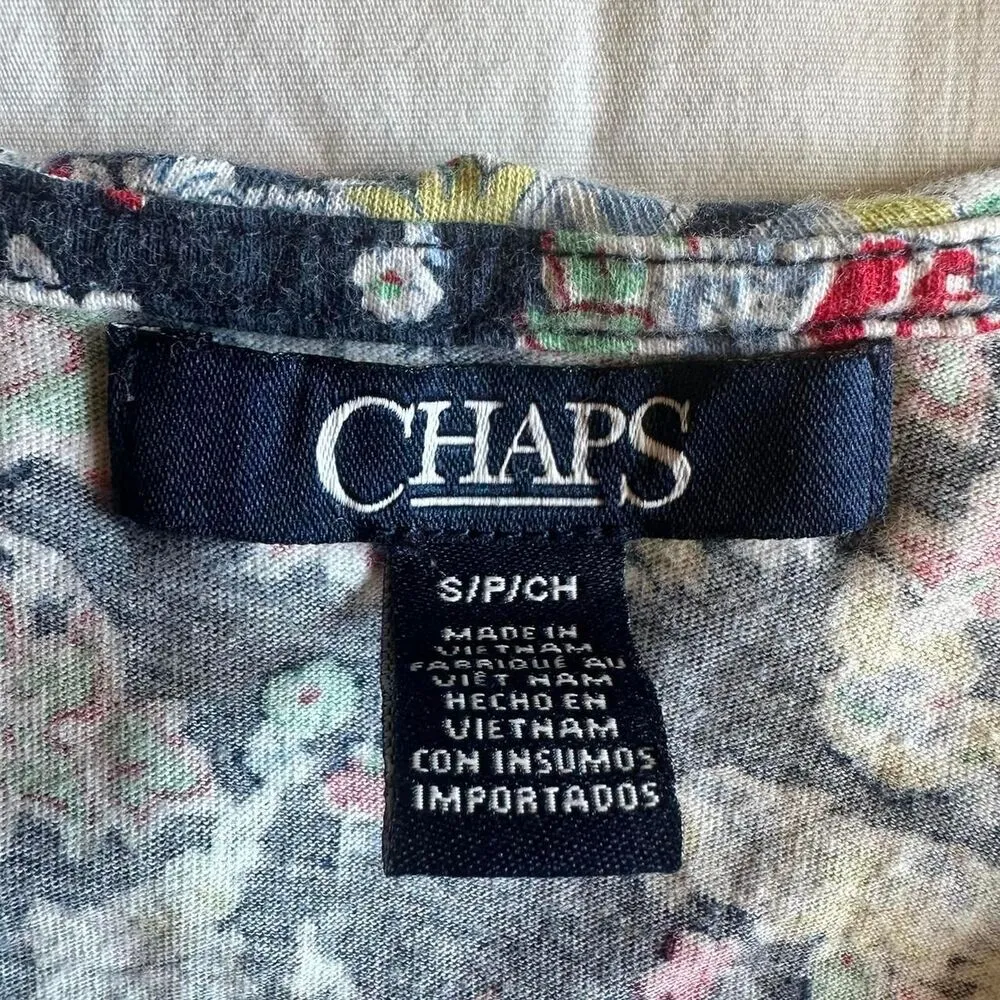 CHAPS
S/P/CH
MADE IN
VIETNAM
FABRIQUÉ AU
VIÊT NAM
HECHO EN
VIETNAM
CON INSUMOS
IMPORTADOS